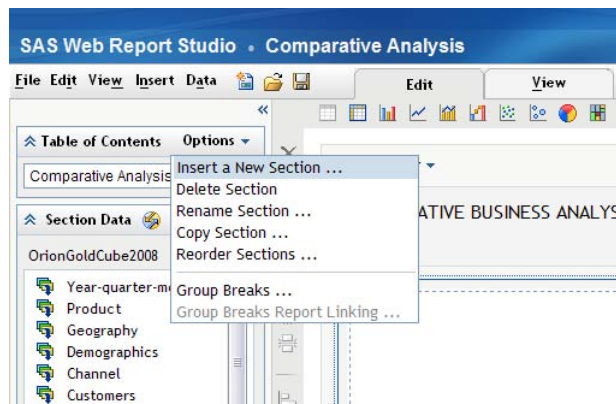 SAS Web Report Studio • Comparative Analysis
File Edit View Insert Data
Edit View
« 
Table of Contents Options
Comparative Analysis
Insert a New Section ...
Delete Section
Rename Section ...
Copy Section ...
Reorder Sections ...
Group Breaks ...
Group Breaks Report Linking ...
ATIVE BUSINESS ANALYS
Section Data
OrionGoldCube2008
Year-quarter-m
Product
Geography
Demographics
Channel
Customers